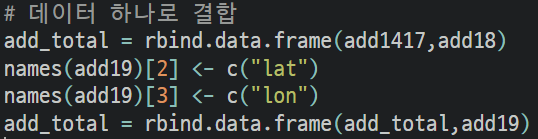 # 데이터 하나로 결합
add_total = rbind.data.frame(add1417,add18)
names(add19)[2] <- c("lat")
names(add19)[3] <- c("lon")
add_total = rbind.data.frame(add_total,add19)